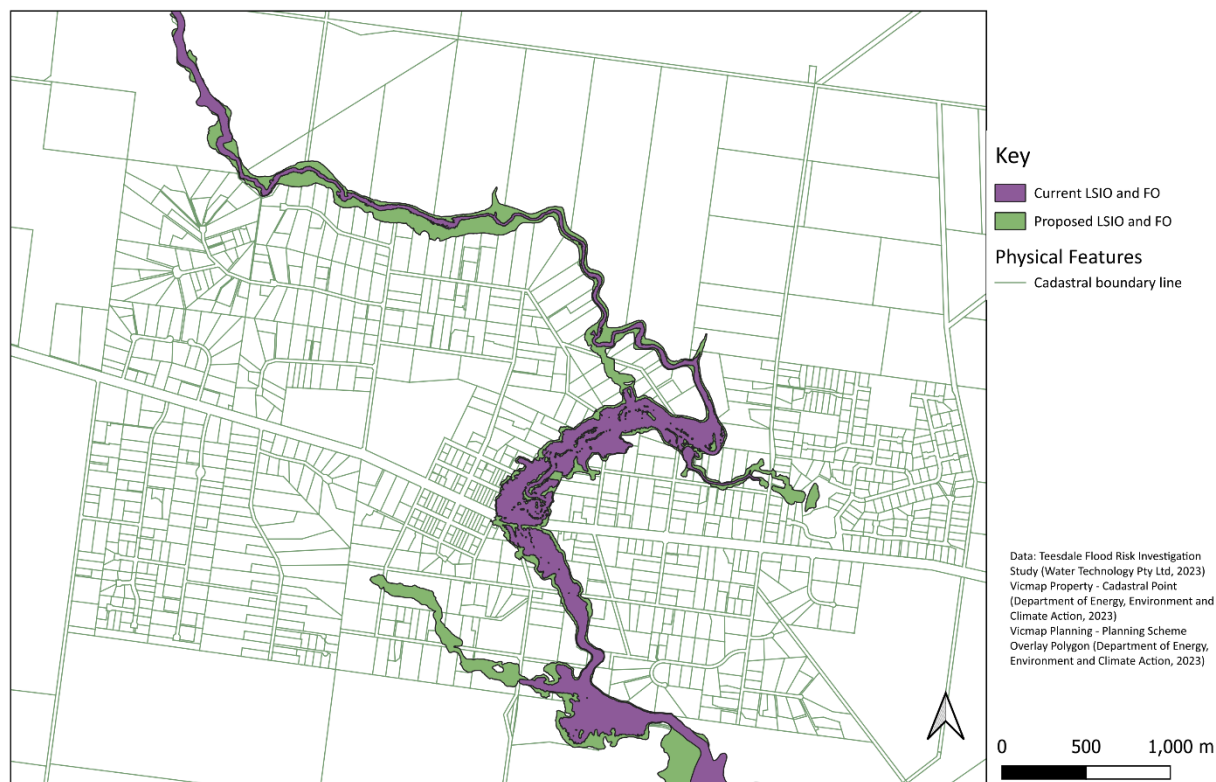 Key
Current LSIO and FO
Proposed LSIO and FO
Physical Features
Cadastral boundary line
Data: Teesdale Flood Risk Investigation
Study (Water Technology Pty Ltd, 2023)
Vicmap Property - Cadastral Point
(Department of Energy, Environment and
Climate Action, 2023)
Vicmap Planning - Planning Scheme
Overlay Polygon (Department of Energy,
Environment and Climate Action, 2023)
0 500 1,000 m